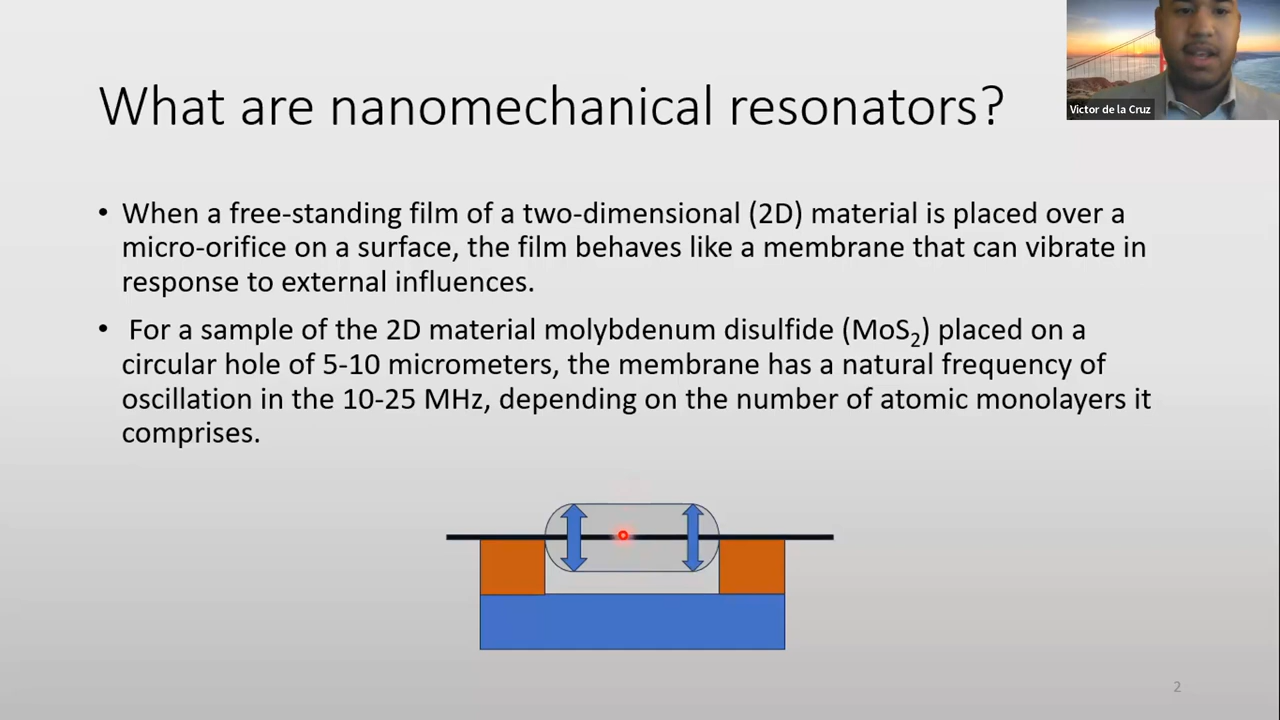 What are nanomechanical resonators?
Victor de la Cruz
• When a free-standing film of a two-dimensional (2D) material is placed over a
micro-orifice on a surface, the film behaves like a membrane that can vibrate in
response to external influences.
• For a sample of the 2D material molybdenum disulfide (MoS₂) placed on a
circular hole of 5-10 micrometers, the membrane has a natural frequency of
oscillation in the 10-25 MHz, depending on the number of atomic monolayers it
comprises.
2